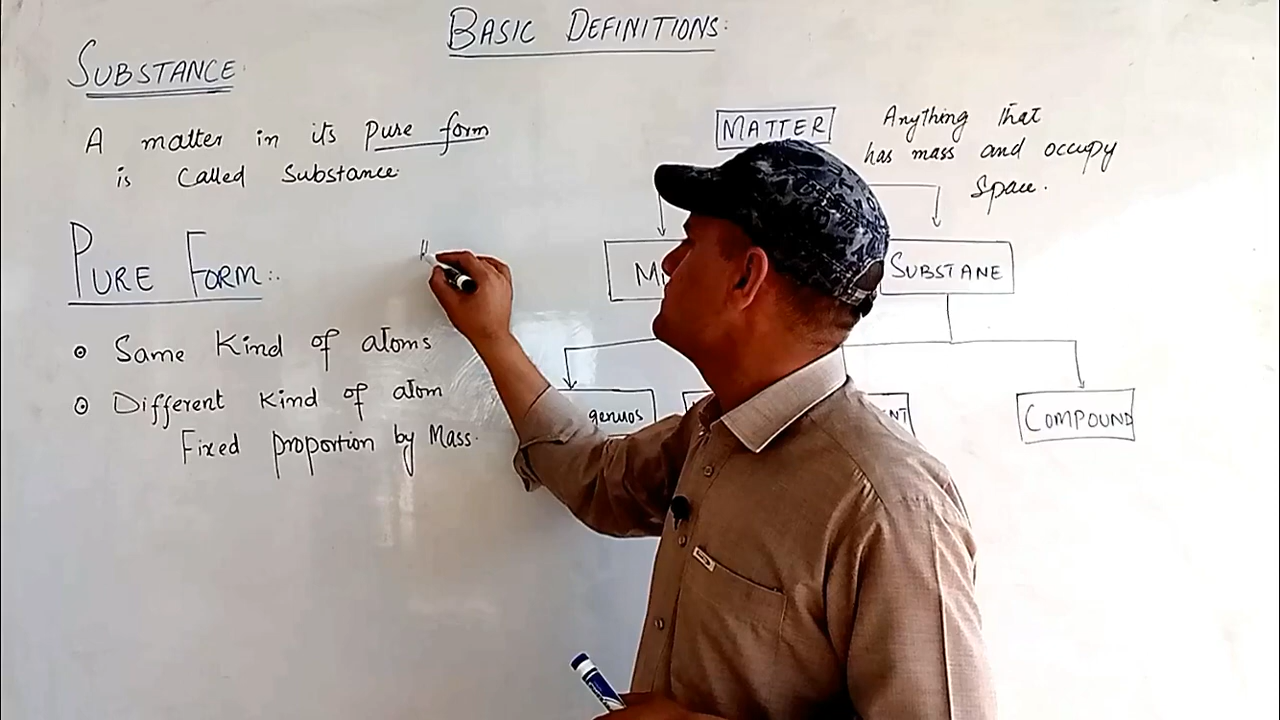 BASIC DEFINITIONS:
SUBSTANCE:
A matter in its Pure form
is Called Substance.
PURE FORM:.
Same Kind of atoms
Different Kind of atom
Fixed proportion by Mass.
MATTER
Anything that
has mass and occupy
Space.
SUBSTANE
genuos
COMPOUND